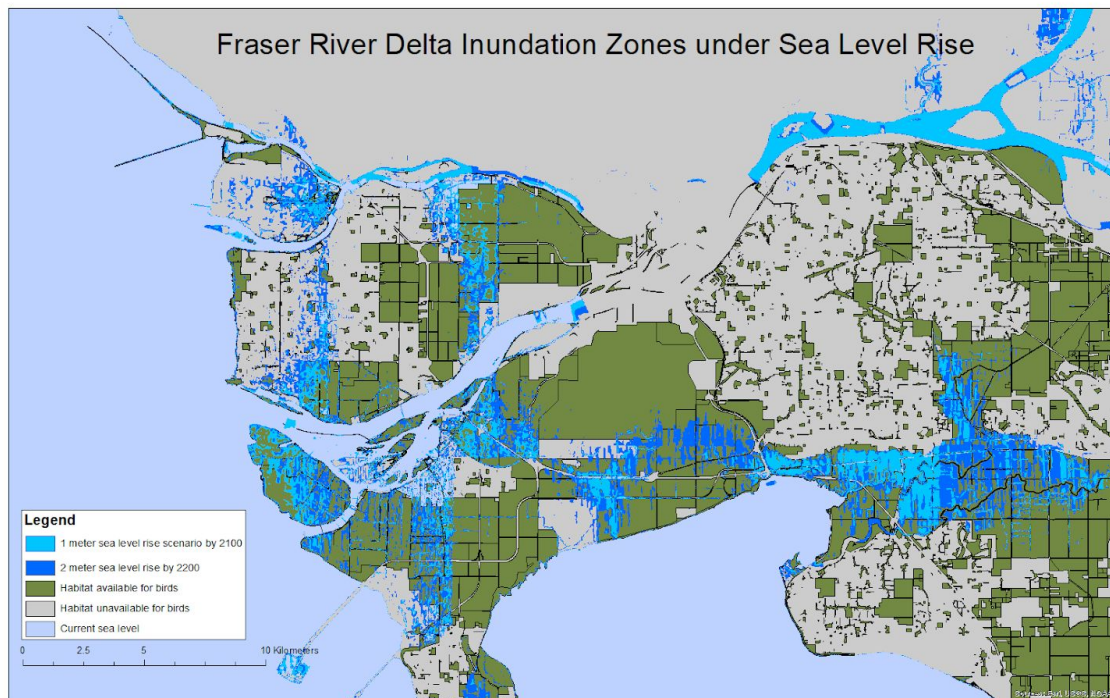 Fraser River Delta Inundation Zones under Sea Level Rise
Legend
1 meter sea level rise scenario by 2100
2 meter sea level rise by 2200
Habitat available for birds
Habitat unavailable for birds
Current sea level
0 2.5 5 10 Kilometers